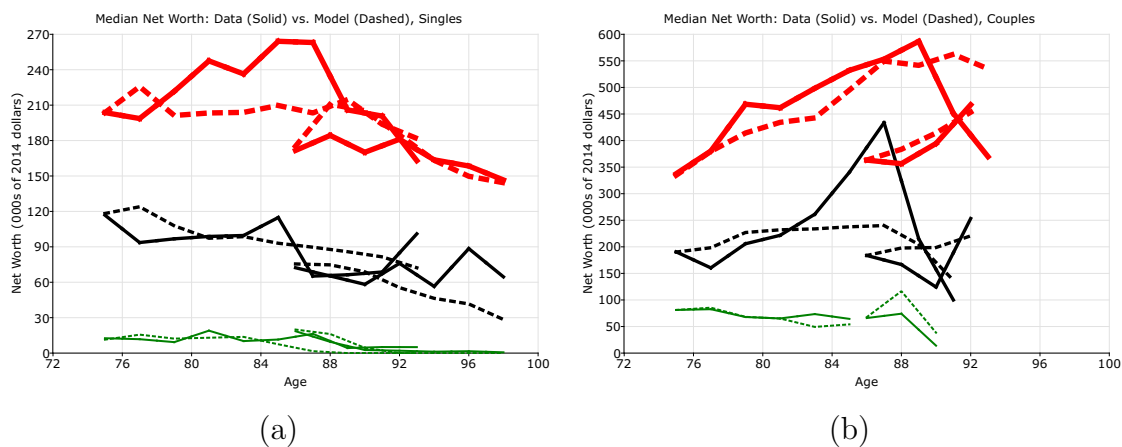 Median Net Worth: Data (Solid) vs. Model (Dashed), Singles
Net Worth (000s of 2014 dollars)
270
240
210
180
150
120
90
60
30
0
72 76 80 84 88 92 96 100
Age
(a)
Median Net Worth: Data (Solid) vs. Model (Dashed), Couples
Net Worth (000s of 2014 dollars)
600
550
500
450
400
350
300
250
200
150
100
50
0
72 76 80 84 88 92 96 100
Age
(b)